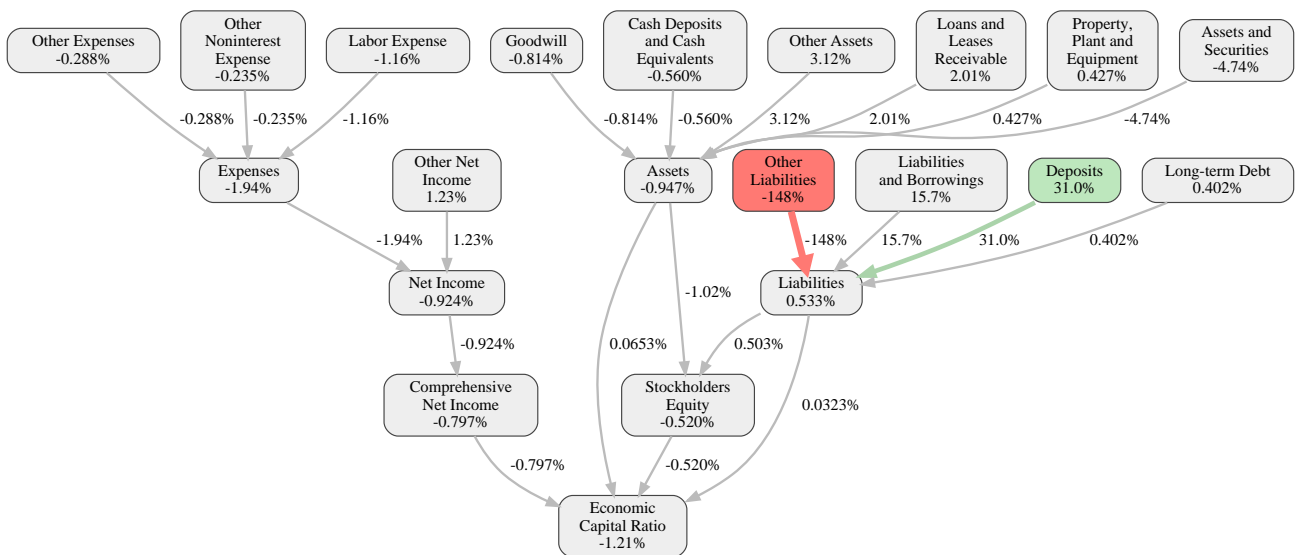 Other Expenses
-0.288%
Other
Noninterest
Expense
-0.235%
Labor Expense
-1.16%
Goodwill
-0.814%
Cash Deposits
and Cash
Equivalents
-0.560%
Other Assets
3.12%
Loans and
Leases
Receivable
2.01%
Property,
Plant and
Equipment
0.427%
Assets and
Securities
-4.74%
-0.288%
-0.235%
-1.16%
-0.814%
-0.560%
3.12%
2.01%
0.427%
-4.74%
Expenses
-1.94%
Other Net
Income
1.23%
Assets
-0.947%
Other
Liabilities
-148%
Liabilities
and Borrowings
15.7%
Deposits
31.0%
Long-term Debt
0.402%
-1.94%
1.23%
-148%
15.7%
31.0%
0.402%
Net Income
-0.924%
-1.02%
Liabilities
0.533%
-0.924%
0.0653%
0.503%
Comprehensive
Net Income
-0.797%
Stockholders
Equity
-0.520%
0.0323%
-0.797%
-0.520%
Economic
Capital Ratio
-1.21%